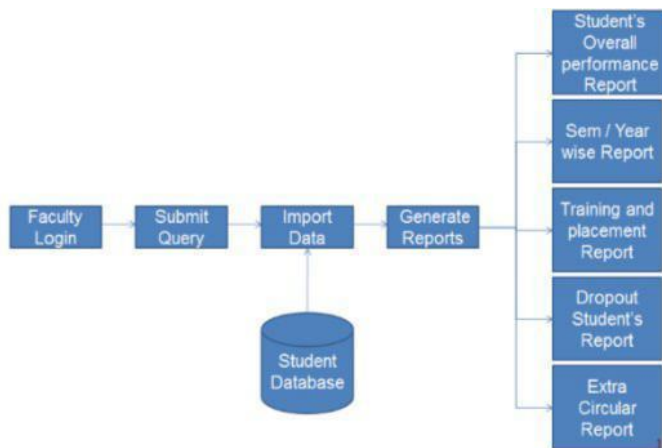 Faculty
Login
Submit
Query
Import
Data
Generate
Reports
Student
Database
Student's
Overall
performance
Report
Sem / Year
wise Report
Training and
placement
Report
Dropout
Student's
Report
Extra
Circular
Report